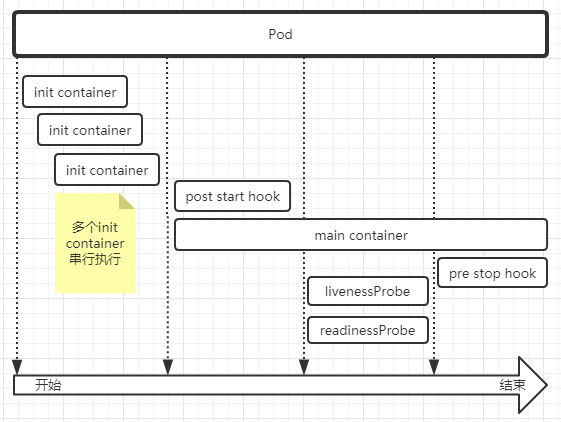 Pod
init container
init container
init container
post start hook
多个init
container
串行执行
main container
pre stop hook
livenessProbe
readinessProbe
开始
结束